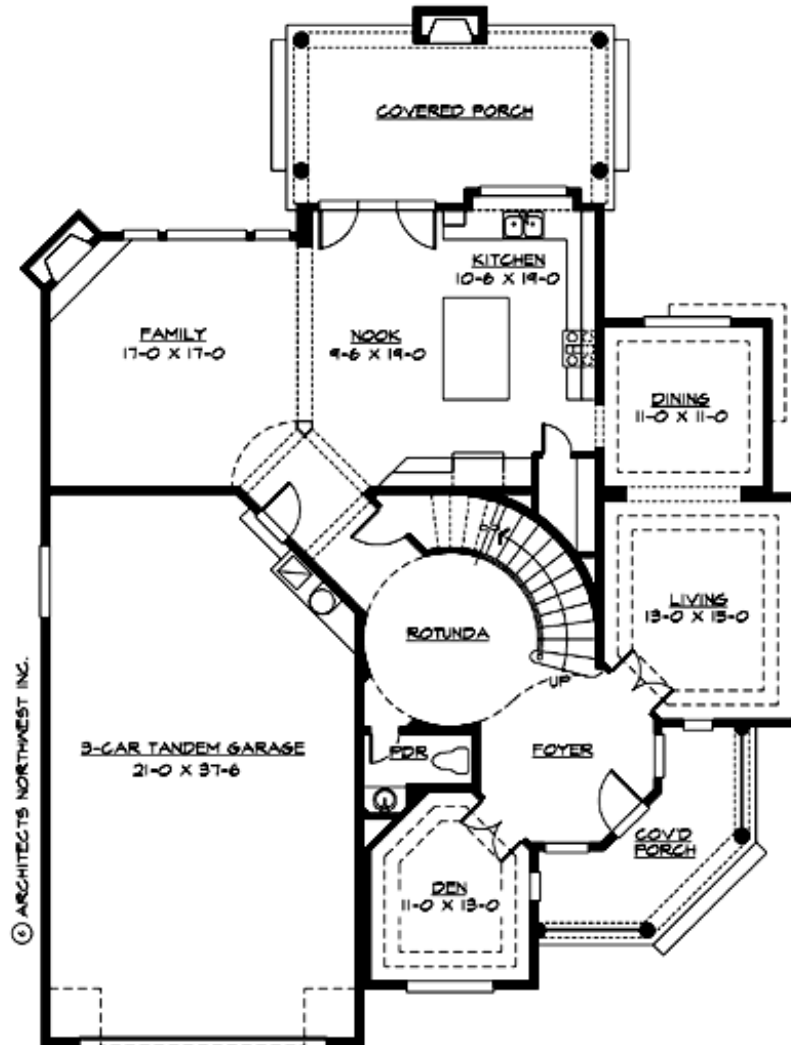 COVERED PORCH
KITCHEN
10-6 X 19-0
FAMILY
17-0 X 17-0
NOOK
9-6 X 19-0
DINING
11-0 X 11-0
LIVING
13-0 X 15-0
ROTUNDA
UP
3-CAR TANDEM GARAGE
21-0 X 37-6
PDR
FOYER
COV'D
PORCH
DEN
11-0 X 13-0
© ARCHITECTS NORTHWEST INC.